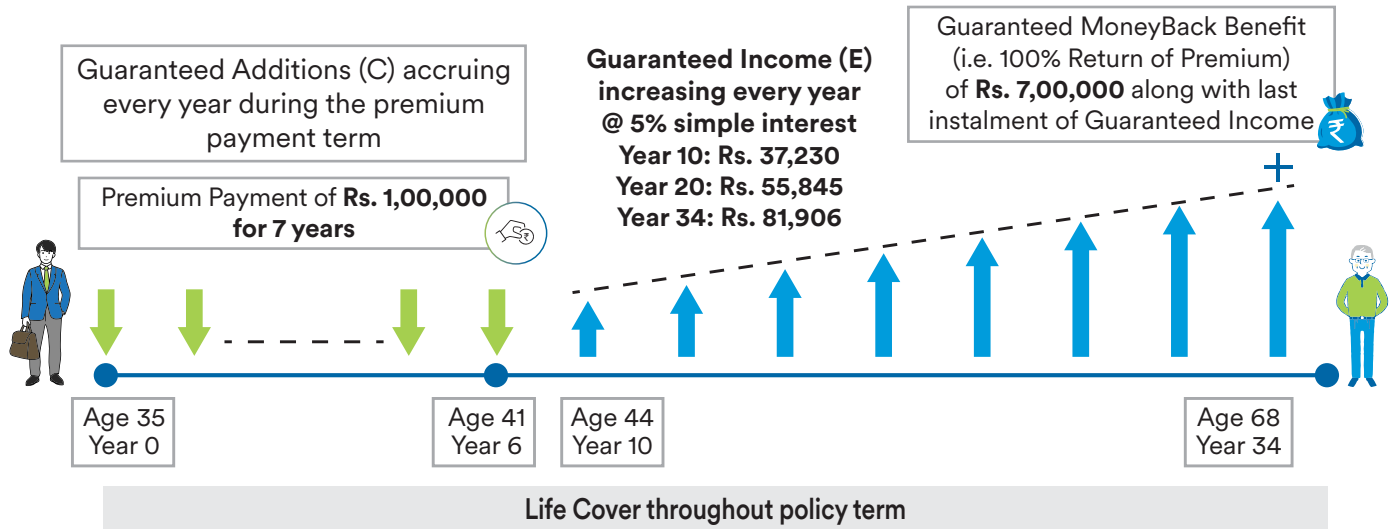 Guaranteed Additions (C) accruing
every year during the premium
payment term
Premium Payment of Rs. 1,00,000
for 7 years
Guaranteed Income (E)
increasing every year
@ 5% simple interest
Year 10: Rs. 37,230
Year 20: Rs. 55,845
Year 34: Rs. 81,906
Guaranteed MoneyBack Benefit
(i.e. 100% Return of Premium)
of Rs. 7,00,000 along with last
instalment of Guaranteed Income
₹
₹
+
Age 35
Year 0
Age 41
Year 6
Age 44
Year 10
Age 68
Year 34
Life Cover throughout policy term